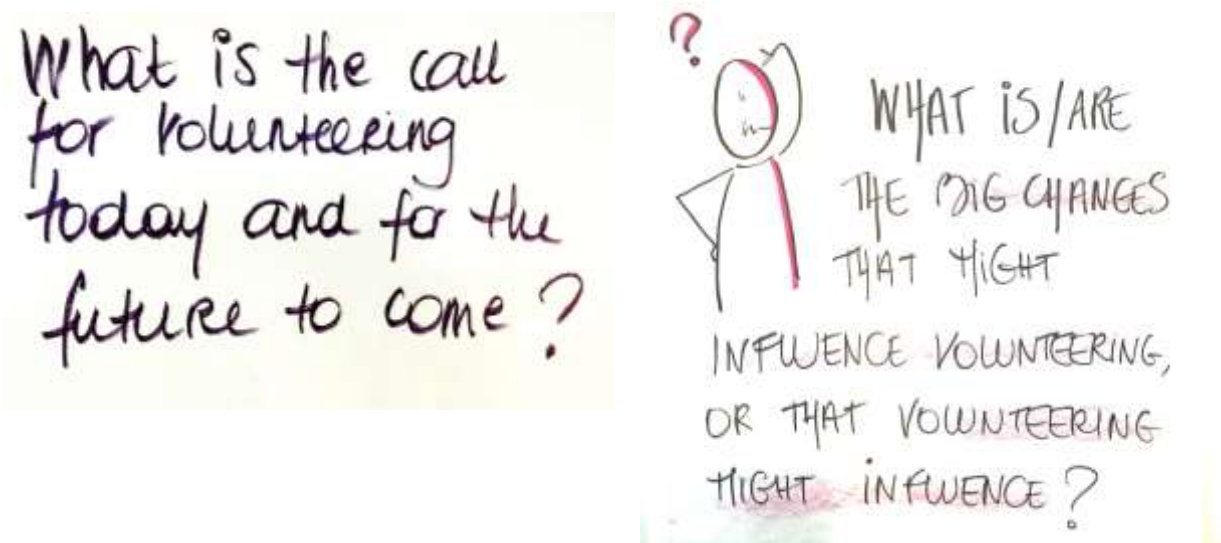 What is the call
for volunteering
today and for the
future to come?
?
WHAT iS/ARE
THE BIG CHANGES
THAT MIGHT
INFLUENCE VOLUNTEERING,
OR THAT VOLUNTEERING
MIGHT INFLUENCE?